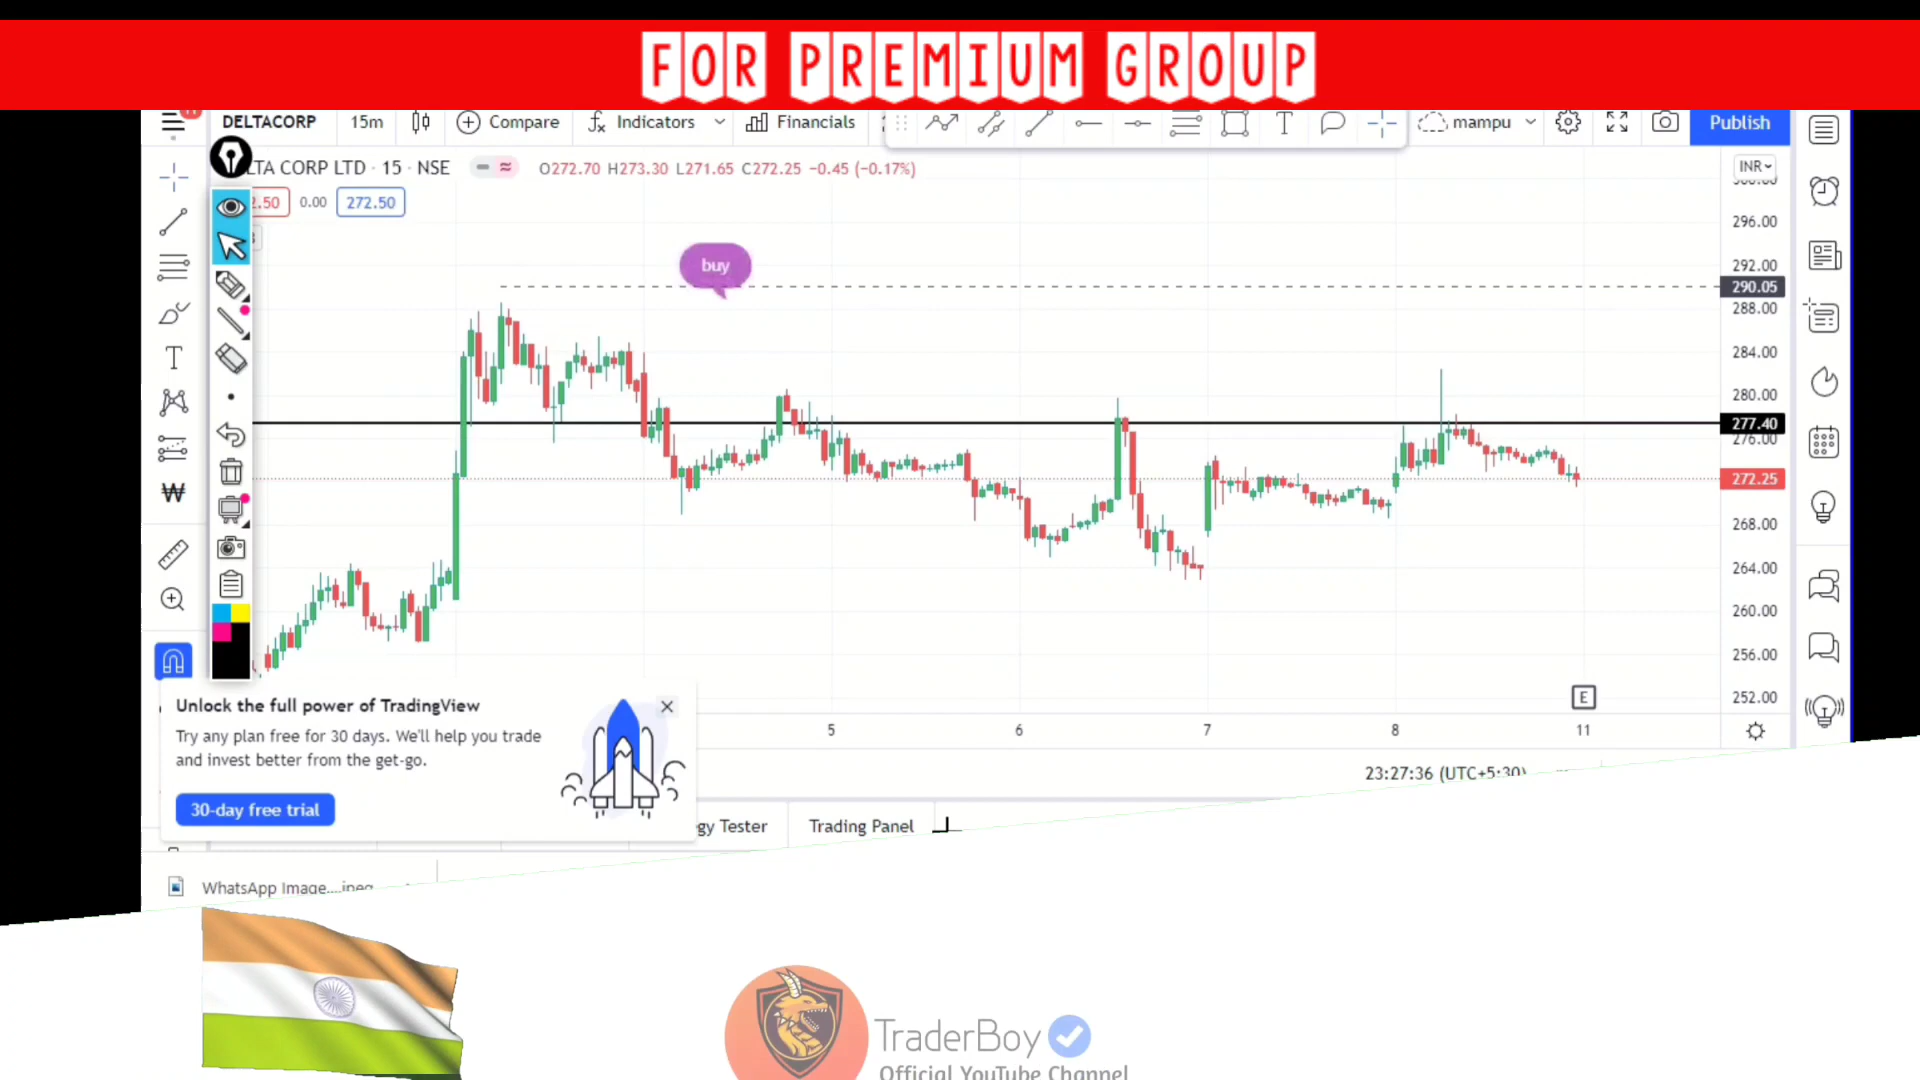 FOR PREMIUM GROUP
DELTACORP
15m
Compare
Indicators
Financials
mampu
Publish
LTA CORP LTD · 15 · NSE
O272.70 H273.30 L271.65 C272.25 −0.45 (−0.17%)
INR
2.50
0.00
272.50
296.00
buy
292.00
290.05
288.00
284.00
280.00
277.40
276.00
272.25
268.00
264.00
260.00
256.00
252.00
E
5
6
7
8
11
Unlock the full power of TradingView
Try any plan free for 30 days. We'll help you trade
and invest better from the get-go.
30-day free trial
23:27:36 (UTC+5:30)
gy Tester
Trading Panel
WhatsApp Image....jpeg
TraderBoy
Official YouTube Channel